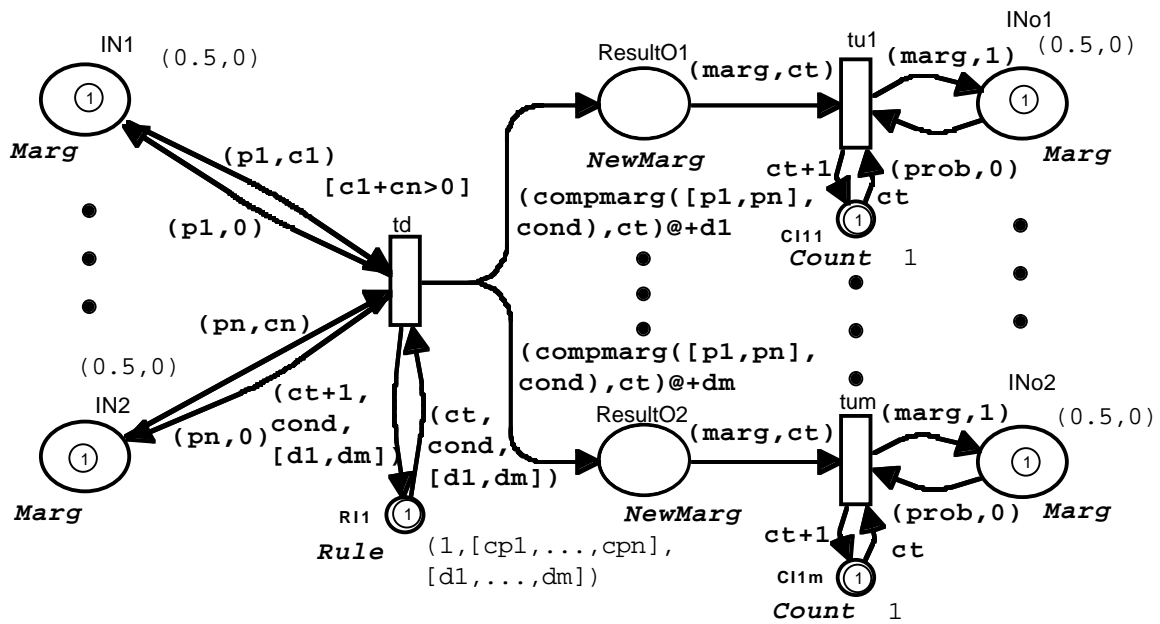 IN1
(0.5,0)
1
Marg
(p1,c1)
[c1+cn>0]
(p1,0)
td
(pn,cn)
(0.5,0)
IN2
1
(pn,0)
Marg
(ct+1,
cond,
[d1,dm])
(ct,
cond,
[d1,dm])
RI1
1
Rule
(1,[cp1,...,cpn],
[d1,...,dm])
ResultO1
NewMarg
(marg,ct)
(compmarg([p1,pn],
cond),ct)@+d1
(compmarg([p1,pn],
cond),ct)@+dm
ResultO2
NewMarg
(marg,ct)
tu1
(marg,1)
INo1
(0.5,0)
1
Marg
(prob,0)
ct+1
ct
CI11
1
Count
1
tum
(marg,1)
INo2
(0.5,0)
1
Marg
(prob,0)
ct+1
ct
CI1m
1
Count
1